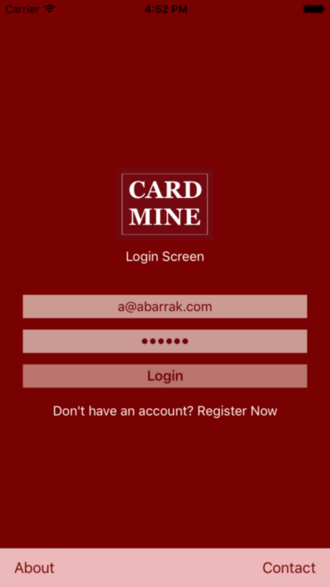 Carrier 4:52 PM
CARD
MINE
Login Screen
a@abarrak.com
••••••
Login
Don't have an account? Register Now
About Contact